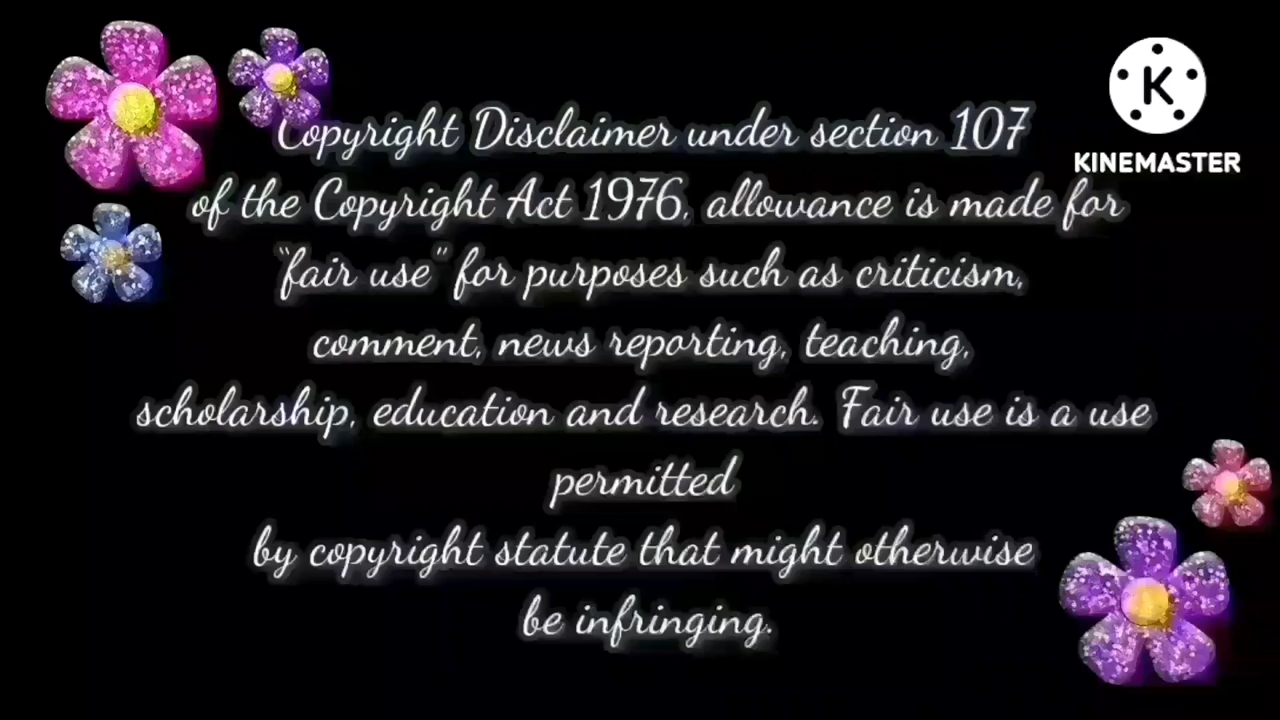 Copyright Disclaimer under section 107
of the Copyright Act 1976, allowance is made for
“fair use” for purposes such as criticism,
comment, news reporting, teaching,
scholarship, education and research. Fair use is a use
permitted
by copyright statute that might otherwise
be infringing.
K
KINEMASTER